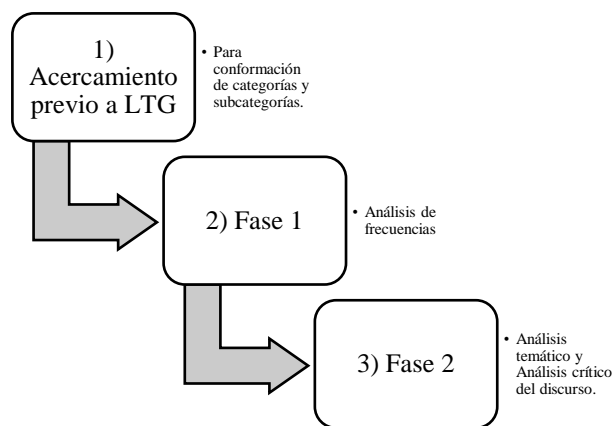 1)
Acercamiento
previo a LTG
• Para
conformación
de categorías y
subcategorías.
2) Fase 1
• Análisis de
frecuencias
3) Fase 2
• Análisis
temático y
Análisis crítico
del discurso.